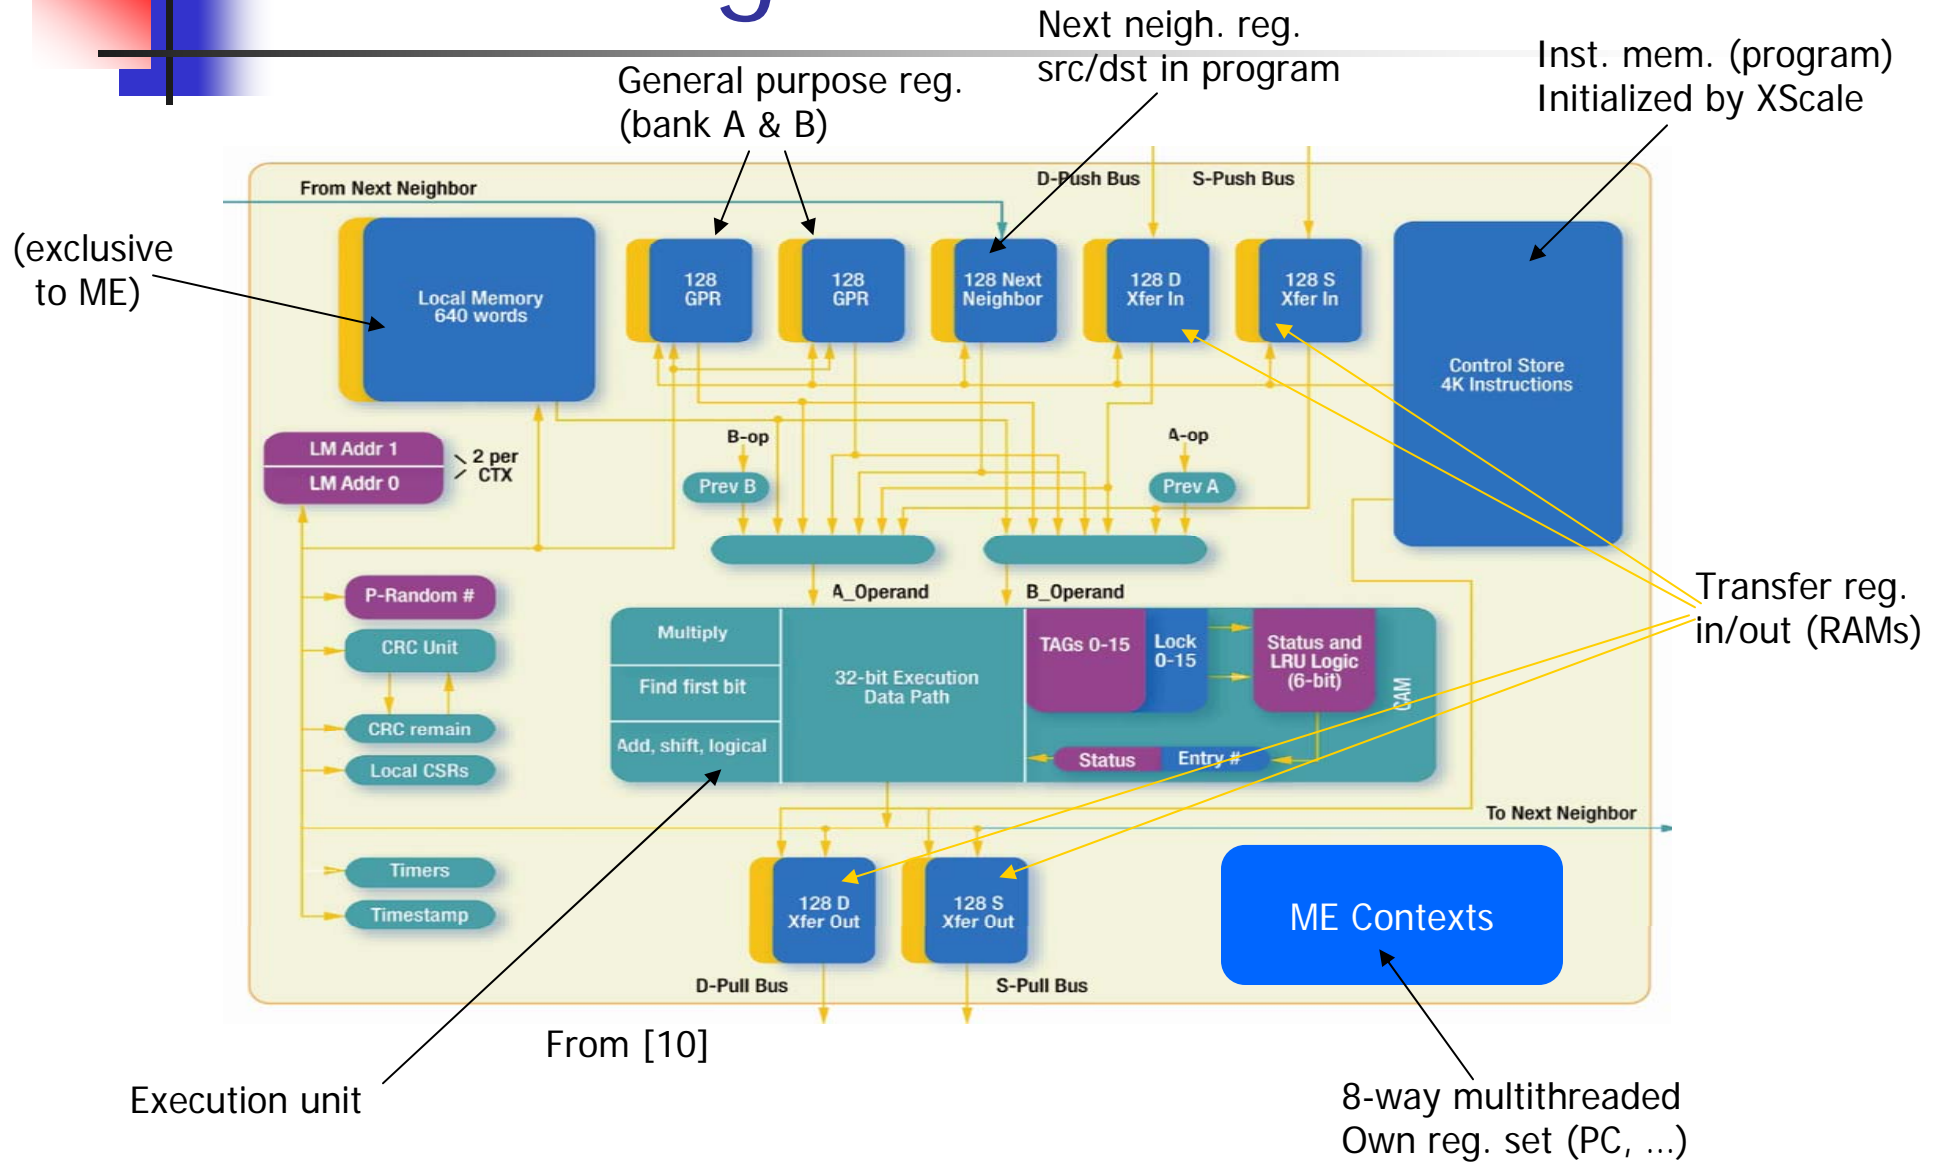 Next neigh. reg.
src/dst in program
Inst. mem. (program)
Initialized by XScale
General purpose reg.
(bank A & B)
From Next Neighbor
D-Push Bus
S-Push Bus
(exclusive
to ME)
Local Memory
640 words
128
GPR
128
GPR
128 Next
Neighbor
128 D
Xfer In
128 S
Xfer In
Control Store
4K Instructions
LM Addr 1
LM Addr 0
2 per
CTX
B-op
A-op
Prev B
Prev A
A_Operand
B_Operand
P-Random #
CRC Unit
CRC remain
Local CSRs
Timers
Timestamp
Multiply
Find first bit
Add, shift, logical
32-bit Execution
Data Path
TAGs 0-15
Lock
0-15
Status and
LRU Logic
(6-bit)
CAM
Status
Entry #
Transfer reg.
in/out (RAMs)
To Next Neighbor
128 D
Xfer Out
128 S
Xfer Out
ME Contexts
D-Pull Bus
S-Pull Bus
From [10]
Execution unit
8-way multithreaded
Own reg. set (PC, ...)